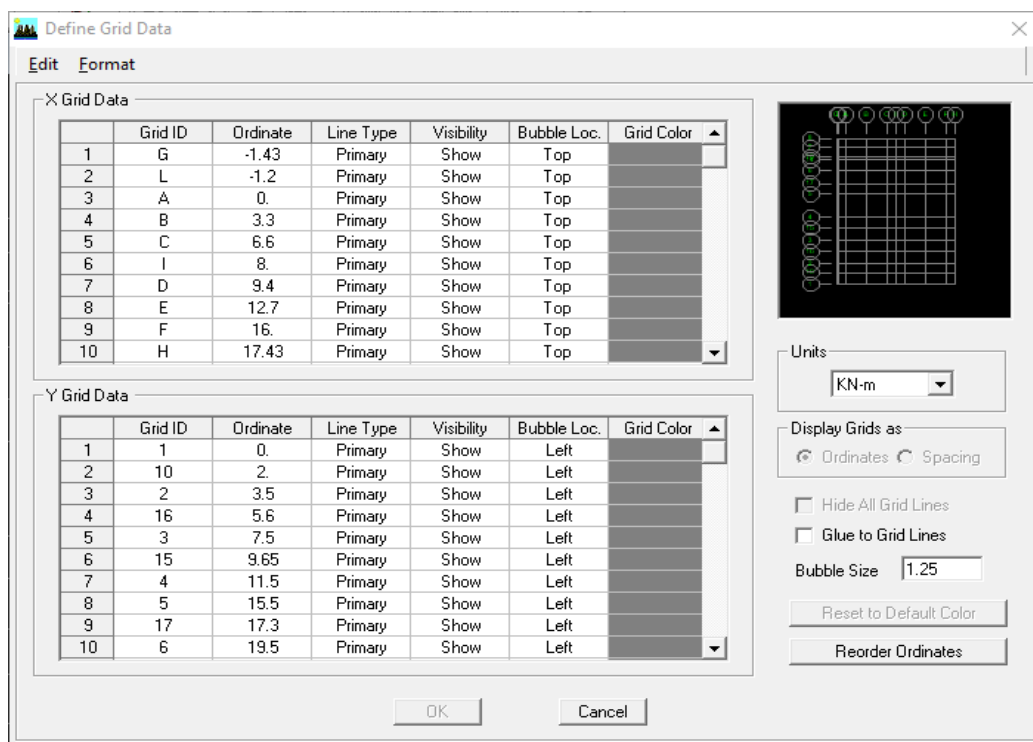 Define Grid Data
Edit Format
X Grid Data
Grid ID Ordinate Line Type Visibility Bubble Loc. Grid Color
1 G -1.43 Primary Show Top
2 L -1.2 Primary Show Top
3 A 0. Primary Show Top
4 B 3.3 Primary Show Top
5 C 6.6 Primary Show Top
6 I 8. Primary Show Top
7 D 9.4 Primary Show Top
8 E 12.7 Primary Show Top
9 F 16. Primary Show Top
10 H 17.43 Primary Show Top
Units
KN-m
Y Grid Data
Grid ID Ordinate Line Type Visibility Bubble Loc. Grid Color
1 1 0. Primary Show Left
2 10 2. Primary Show Left
3 2 3.5 Primary Show Left
4 16 5.6 Primary Show Left
5 3 7.5 Primary Show Left
6 15 9.65 Primary Show Left
7 4 11.5 Primary Show Left
8 5 15.5 Primary Show Left
9 17 17.3 Primary Show Left
10 6 19.5 Primary Show Left
Display Grids as
Ordinates Spacing
Hide All Grid Lines
Glue to Grid Lines
Bubble Size 1.25
Reset to Default Color
Reorder Ordinates
OK Cancel